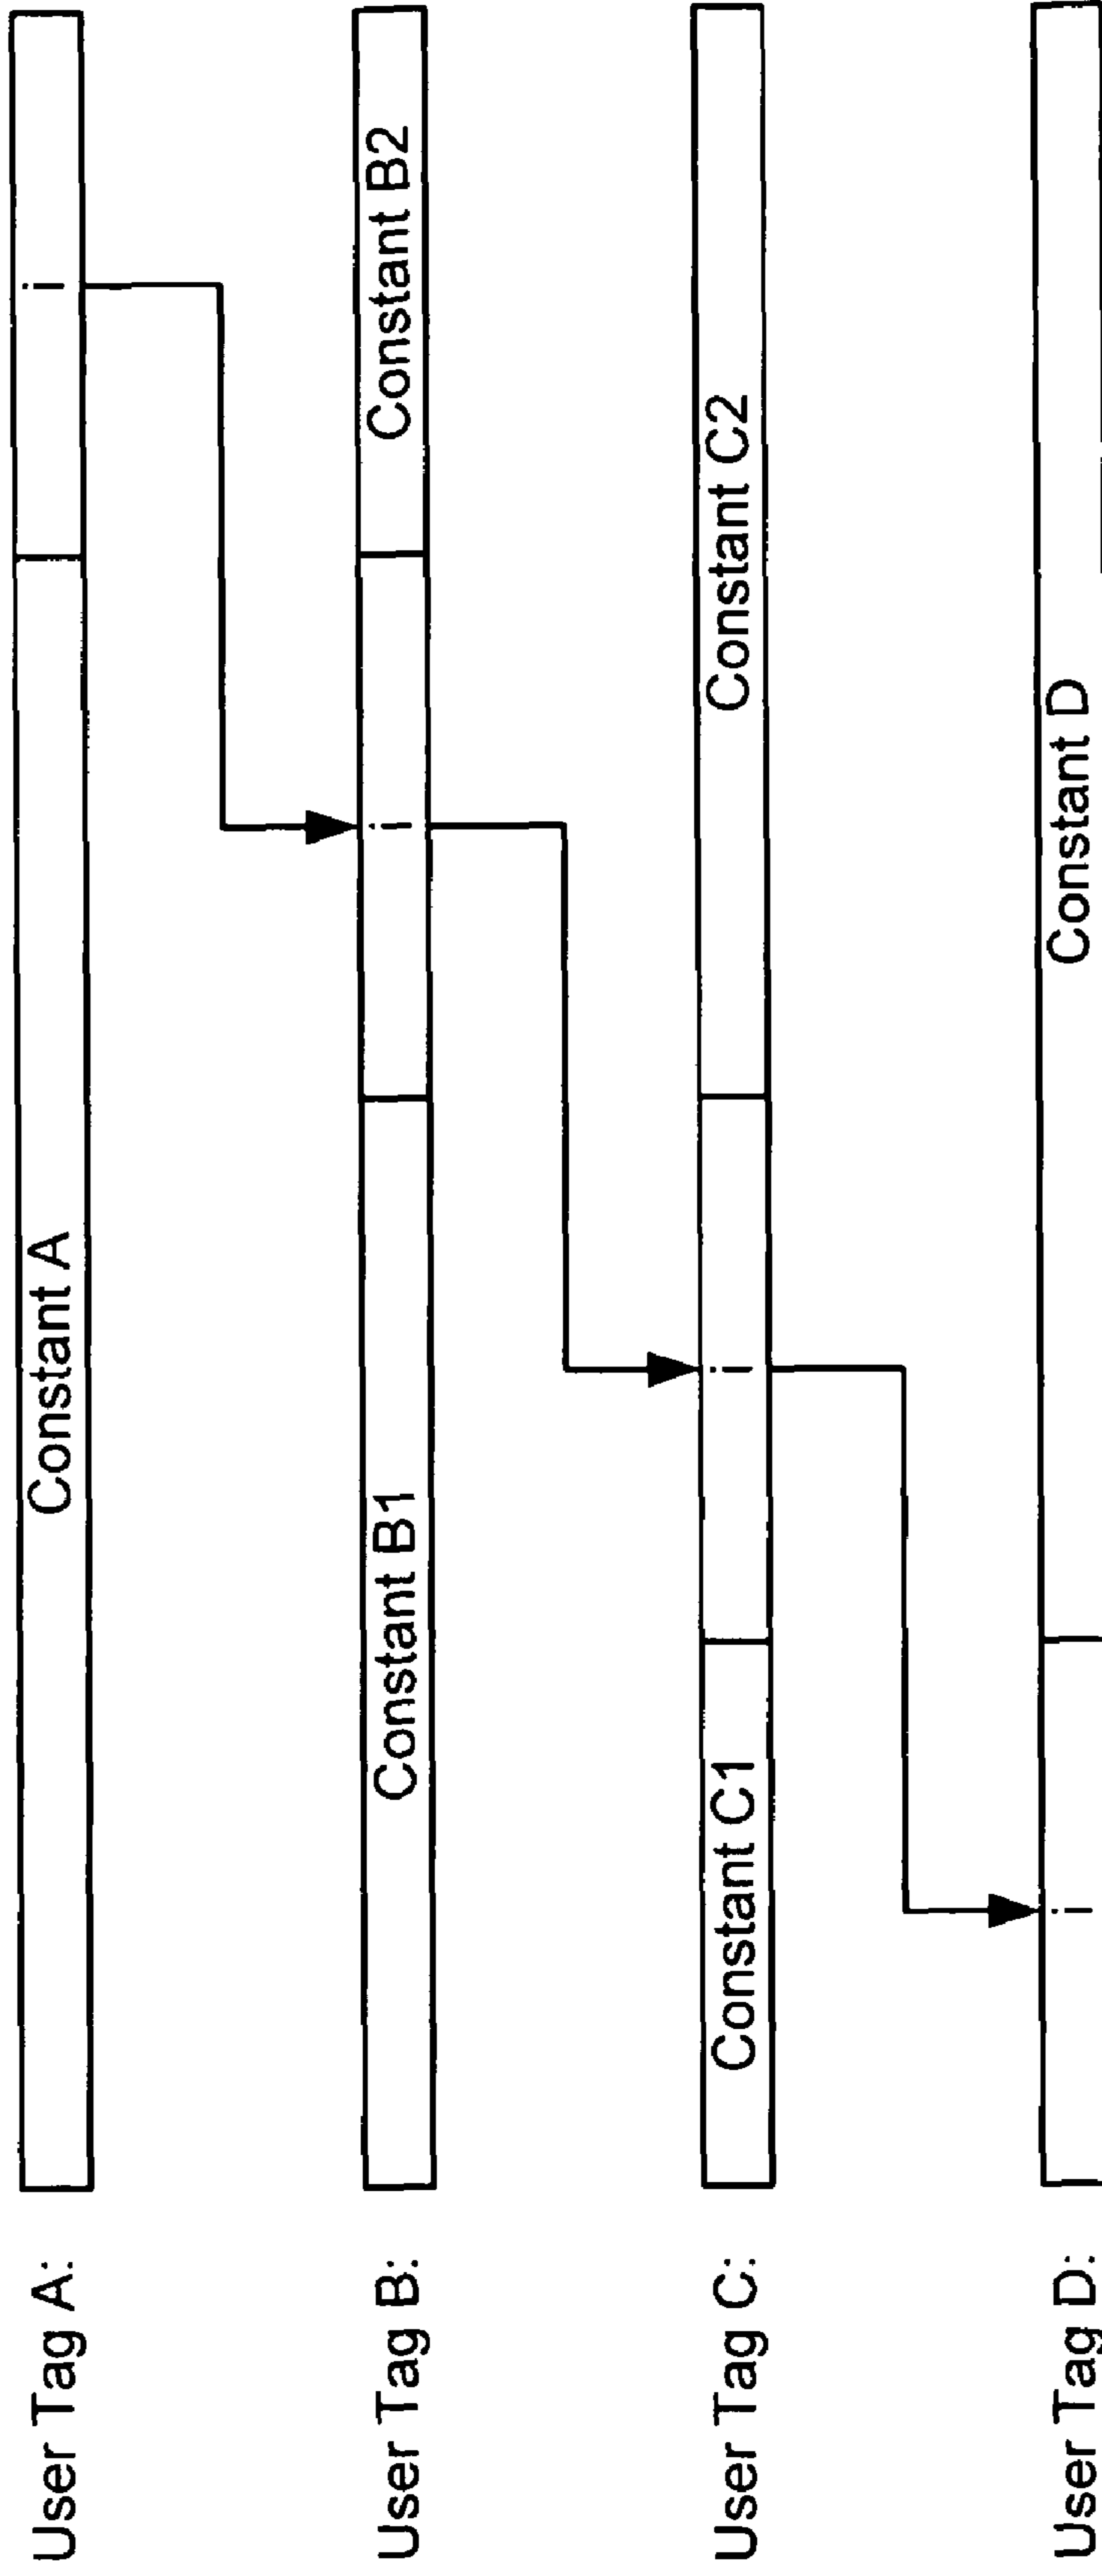 User Tag A: Constant A i
User Tag B: Constant B1 i Constant B2
User Tag C: Constant C1 i Constant C2
User Tag D: i Constant D